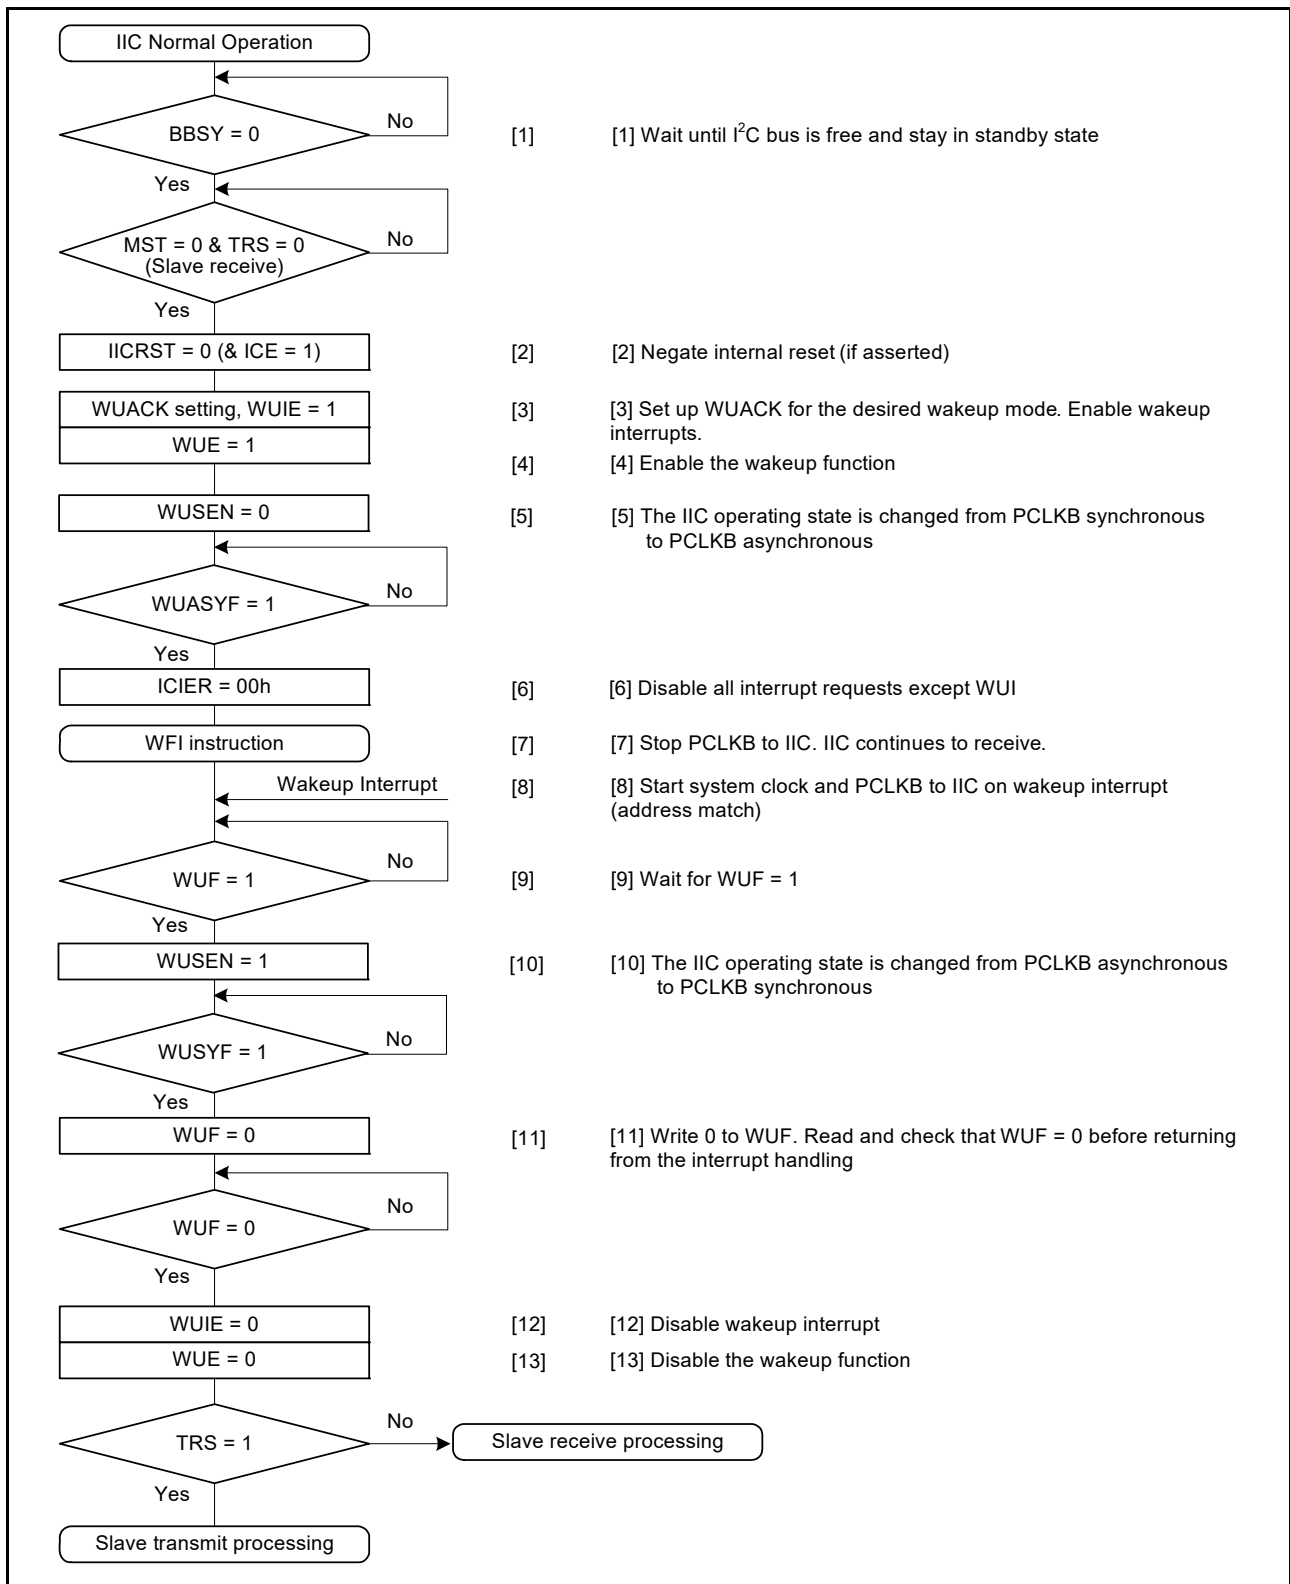 IIC Normal Operation
BBSY = 0
No
[1]
[1] Wait until I²C bus is free and stay in standby state
Yes
MST = 0 & TRS = 0
(Slave receive)
No
Yes
IICRST = 0 (& ICE = 1)
[2]
[2] Negate internal reset (if asserted)
WUACK setting, WUIE = 1
[3]
[3] Set up WUACK for the desired wakeup mode. Enable wakeup
interrupts.
WUE = 1
[4]
[4] Enable the wakeup function
WUSEN = 0
[5]
[5] The IIC operating state is changed from PCLKB synchronous
to PCLKB asynchronous
WUASYF = 1
No
Yes
ICIER = 00h
[6]
[6] Disable all interrupt requests except WUI
WFI instruction
[7]
[7] Stop PCLKB to IIC. IIC continues to receive.
Wakeup Interrupt
[8]
[8] Start system clock and PCLKB to IIC on wakeup interrupt
(address match)
WUF = 1
No
[9]
[9] Wait for WUF = 1
Yes
WUSEN = 1
[10]
[10] The IIC operating state is changed from PCLKB asynchronous
to PCLKB synchronous
WUSYF = 1
No
Yes
WUF = 0
[11]
[11] Write 0 to WUF. Read and check that WUF = 0 before returning
from the interrupt handling
WUF = 0
No
Yes
WUIE = 0
[12]
[12] Disable wakeup interrupt
WUE = 0
[13]
[13] Disable the wakeup function
TRS = 1
No
Slave receive processing
Yes
Slave transmit processing